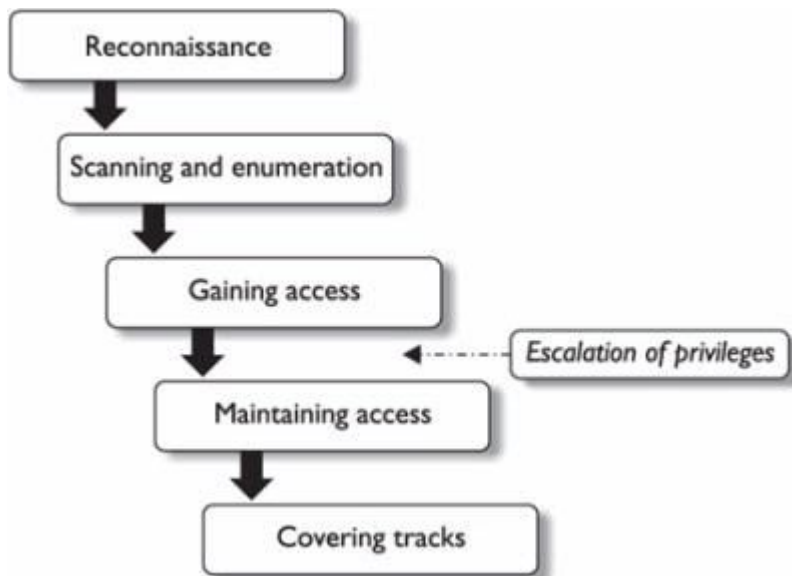 Reconnaissance
Scanning and enumeration
Gaining access
Escalation of privileges
Maintaining access
Covering tracks